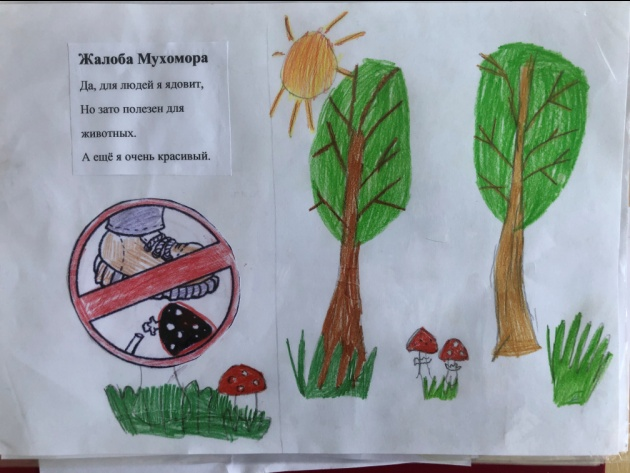 Жалоба Мухомора
Да, для людей я ядовит,
Но зато полезен для
животных.
А ещё я очень красивый.